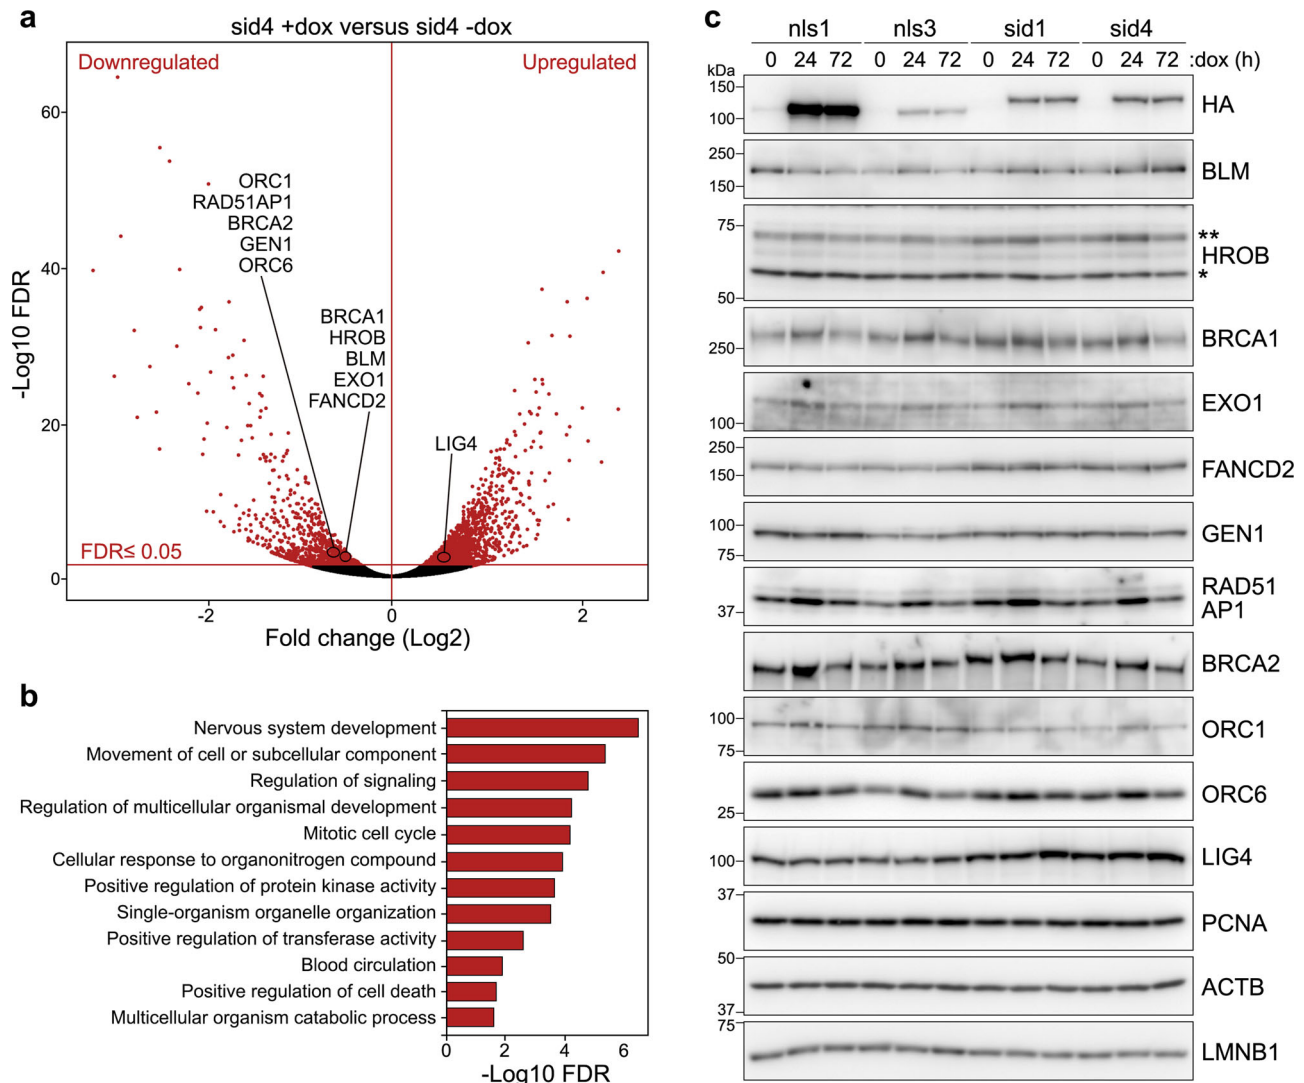 a
sid4 +dox versus sid4 -dox
Downregulated
Upregulated
60
40
20
0
-Log10 FDR
ORC1
RAD51AP1
BRCA2
GEN1
ORC6
BRCA1
HROB
BLM
EXO1
FANCD2
LIG4
FDR≤ 0.05
-2
0
2
Fold change (Log2)
b
Nervous system development
Movement of cell or subcellular component
Regulation of signaling
Regulation of multicellular organismal development
Mitotic cell cycle
Cellular response to organonitrogen compound
Positive regulation of protein kinase activity
Single-organism organelle organization
Positive regulation of transferase activity
Blood circulation
Positive regulation of cell death
Multicellular organism catabolic process
0 2 4 6
-Log10 FDR
c
nls1 nls3 sid1 sid4
0 24 72 0 24 72 0 24 72 0 24 72 :dox (h)
kDa
150
100
HA
250
150
BLM
75
50
**
HROB
*
250
BRCA1
100
EXO1
250
150
FANCD2
100
75
GEN1
37
RAD51
AP1
BRCA2
100
75
ORC1
25
ORC6
100
LIG4
37
PCNA
50
37
ACTB
75
LMNB1